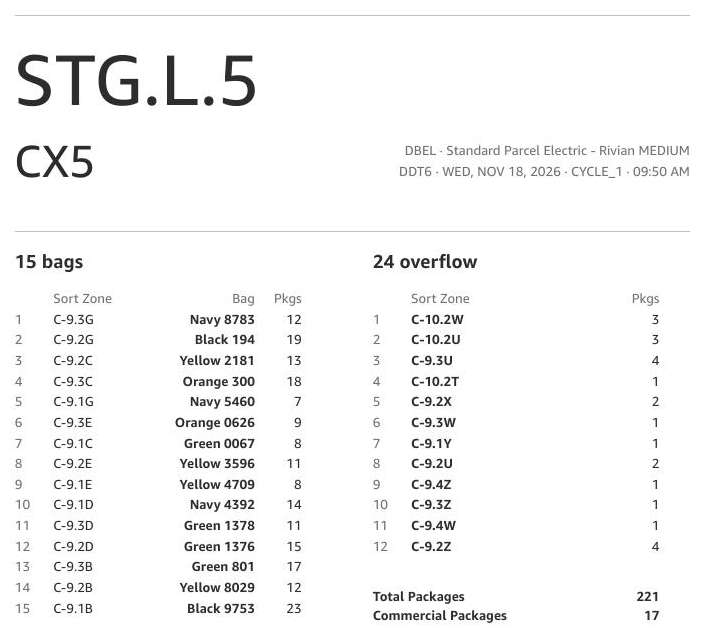 STG.L.5
CX5
DBEL · Standard Parcel Electric - Rivian MEDIUM
DDT6 · WED, NOV 18, 2026 · CYCLE_1 · 09:50 AM
15 bags
Sort Zone Bag Pkgs
1 C-9.3G Navy 8783 12
2 C-9.2G Black 194 19
3 C-9.2C Yellow 2181 13
4 C-9.3C Orange 300 18
5 C-9.1G Navy 5460 7
6 C-9.3E Orange 0626 9
7 C-9.1C Green 0067 8
8 C-9.2E Yellow 3596 11
9 C-9.1E Yellow 4709 8
10 C-9.1D Navy 4392 14
11 C-9.3D Green 1378 11
12 C-9.2D Green 1376 15
13 C-9.3B Green 801 17
14 C-9.2B Yellow 8029 12
15 C-9.1B Black 9753 23
24 overflow
Sort Zone Pkgs
1 C-10.2W 3
2 C-10.2U 3
3 C-9.3U 4
4 C-10.2T 1
5 C-9.2X 2
6 C-9.3W 1
7 C-9.1Y 1
8 C-9.2U 2
9 C-9.4Z 1
10 C-9.3Z 1
11 C-9.4W 1
12 C-9.2Z 4
Total Packages 221
Commercial Packages 17